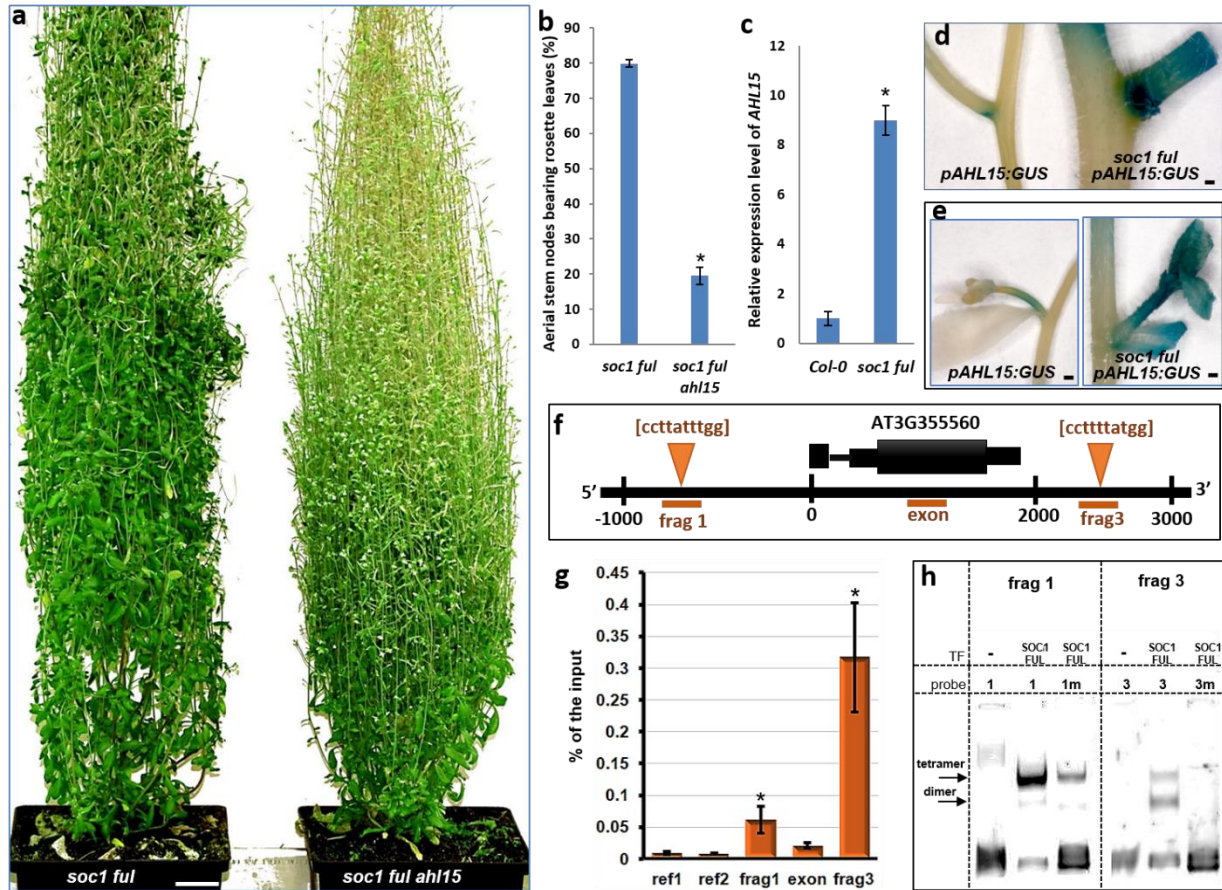 a
soc1 ful
soc1 ful ahl15
b
Aerial stem nodes bearing rosette leaves (%)
90
80
70
60
50
40
30
20
10
0
*
soc1 ful
soc1 ful
ahl15
c
Relative expression level of AHL15
12
10
8
6
4
2
0
*
Col-0
soc1 ful
d
pAHL15:GUS
soc1 ful
pAHL15:GUS
e
pAHL15:GUS
soc1 ful
pAHL15:GUS
f
[ccttatttgg]
AT3G355560
[ccttttatgg]
5’
3’
frag 1
exon
frag3
-1000
0
2000
3000
g
% of the input
0.45
0.4
0.35
0.3
0.25
0.2
0.15
0.1
0.05
0
*
*
ref1
ref2
frag1
exon
frag3
h
frag 1
frag 3
TF
-
SOC1
FUL
SOC1
FUL
-
SOC1
FUL
SOC1
FUL
probe
1
1
1m
3
3
3m
tetramer
dimer